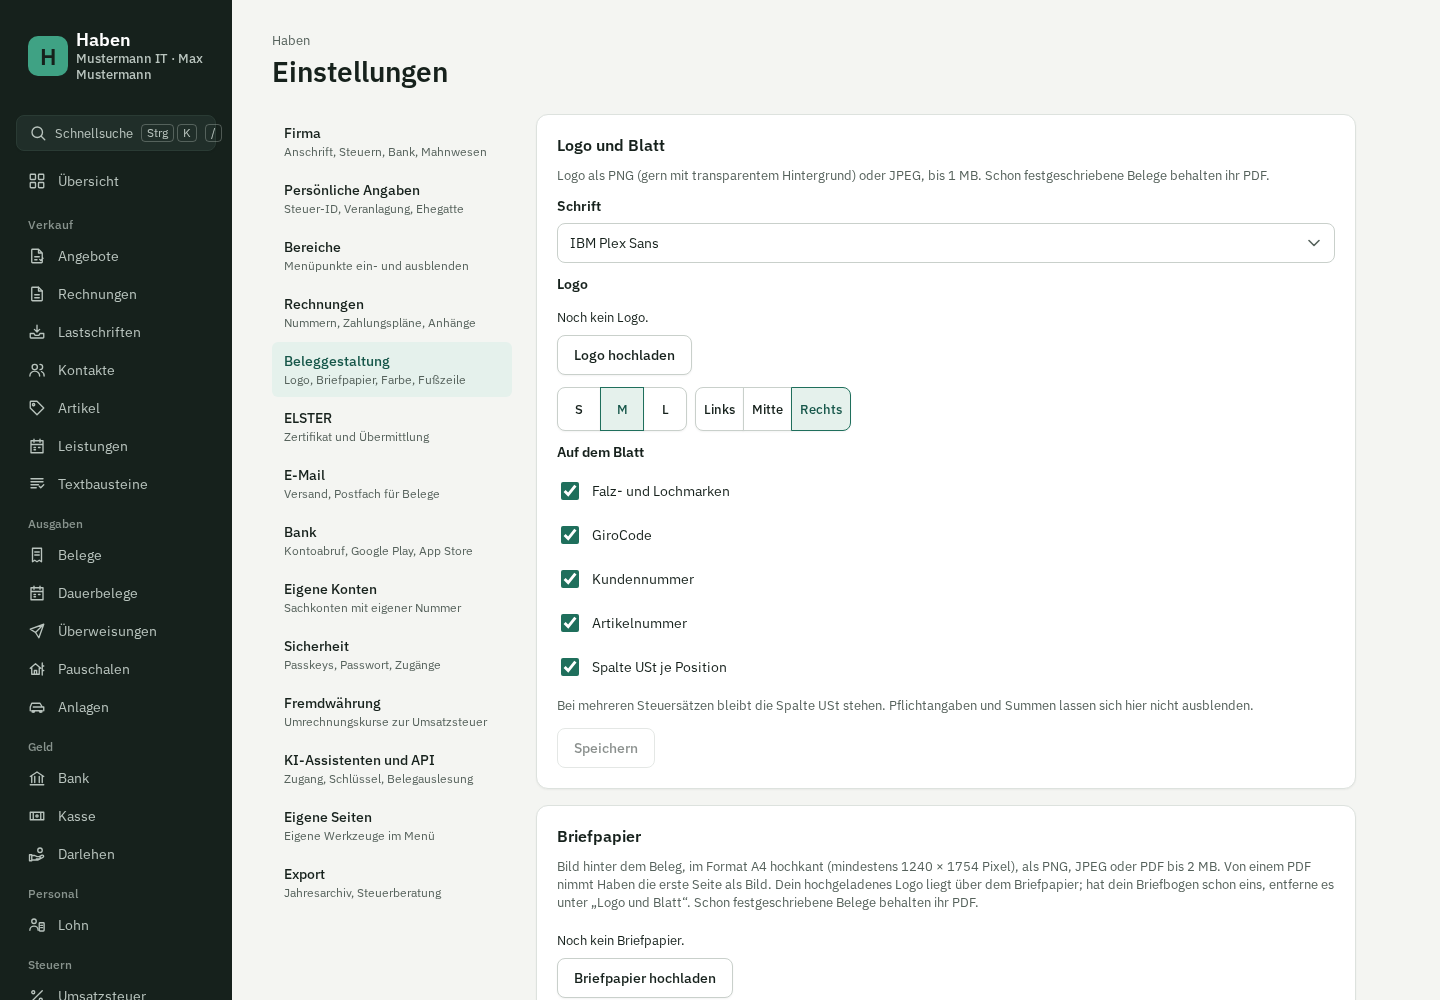 H
Haben
Mustermann IT · Max
Mustermann
Schnellsuche Strg K /
Übersicht
Verkauf
Angebote
Rechnungen
Lastschriften
Kontakte
Artikel
Leistungen
Textbausteine
Ausgaben
Belege
Dauerbelege
Überweisungen
Pauschalen
Anlagen
Geld
Bank
Kasse
Darlehen
Personal
Lohn
Steuern
Umsatzsteuer
Haben
Einstellungen
Firma
Anschrift, Steuern, Bank, Mahnwesen
Persönliche Angaben
Steuer-ID, Veranlagung, Ehegatte
Bereiche
Menüpunkte ein- und ausblenden
Rechnungen
Nummern, Zahlungspläne, Anhänge
Beleggestaltung
Logo, Briefpapier, Farbe, Fußzeile
ELSTER
Zertifikat und Übermittlung
E-Mail
Versand, Postfach für Belege
Bank
Kontoabruf, Google Play, App Store
Eigene Konten
Sachkonten mit eigener Nummer
Sicherheit
Passkeys, Passwort, Zugänge
Fremdwährung
Umrechnungskurse zur Umsatzsteuer
KI-Assistenten und API
Zugang, Schlüssel, Belegauslesung
Eigene Seiten
Eigene Werkzeuge im Menü
Export
Jahresarchiv, Steuerberatung
Logo und Blatt
Logo als PNG (gern mit transparentem Hintergrund) oder JPEG, bis 1 MB. Schon festgeschriebene Belege behalten ihr PDF.
Schrift
IBM Plex Sans
Logo
Noch kein Logo.
Logo hochladen
S M L Links Mitte Rechts
Auf dem Blatt
Falz- und Lochmarken
GiroCode
Kundennummer
Artikelnummer
Spalte USt je Position
Bei mehreren Steuersätzen bleibt die Spalte USt stehen. Pflichtangaben und Summen lassen sich hier nicht ausblenden.
Speichern
Briefpapier
Bild hinter dem Beleg, im Format A4 hochkant (mindestens 1240 × 1754 Pixel), als PNG, JPEG oder PDF bis 2 MB. Von einem PDF
nimmt Haben die erste Seite als Bild. Dein hochgeladenes Logo liegt über dem Briefpapier; hat dein Briefbogen schon eins, entferne es
unter „Logo und Blatt“. Schon festgeschriebene Belege behalten ihr PDF.
Noch kein Briefpapier.
Briefpapier hochladen